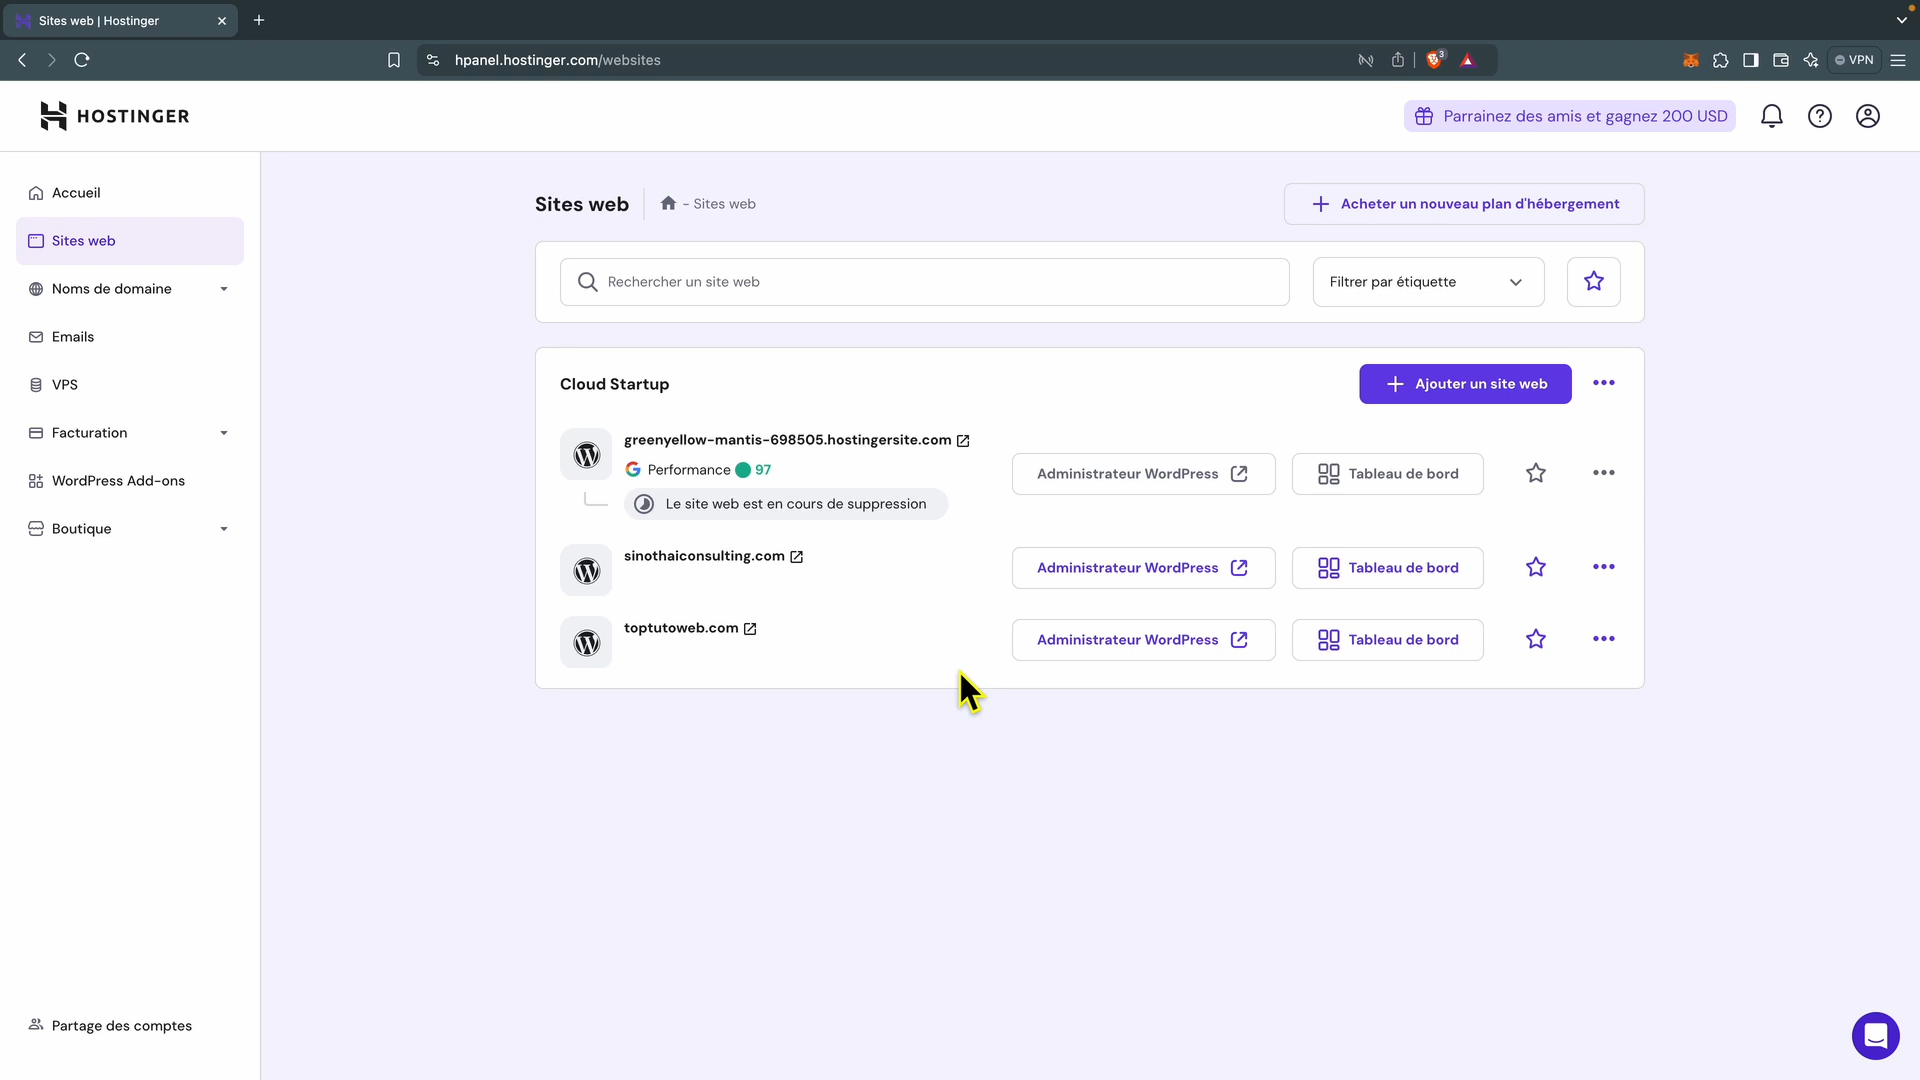 Sites web | Hostinger
hpanel.hostinger.com/websites
3
VPN
HOSTINGER
Parrainez des amis et gagnez 200 USD
Accueil
Sites web
Noms de domaine
Emails
VPS
Facturation
WordPress Add-ons
Boutique
Partage des comptes
Sites web
- Sites web
Acheter un nouveau plan d'hébergement
Rechercher un site web
Filtrer par étiquette
Cloud Startup
Ajouter un site web
greenyellow-mantis-698505.hostingersite.com
Performance 97
Le site web est en cours de suppression
Administrateur WordPress
Tableau de bord
sinothaiconsulting.com
Administrateur WordPress
Tableau de bord
toptutoweb.com
Administrateur WordPress
Tableau de bord